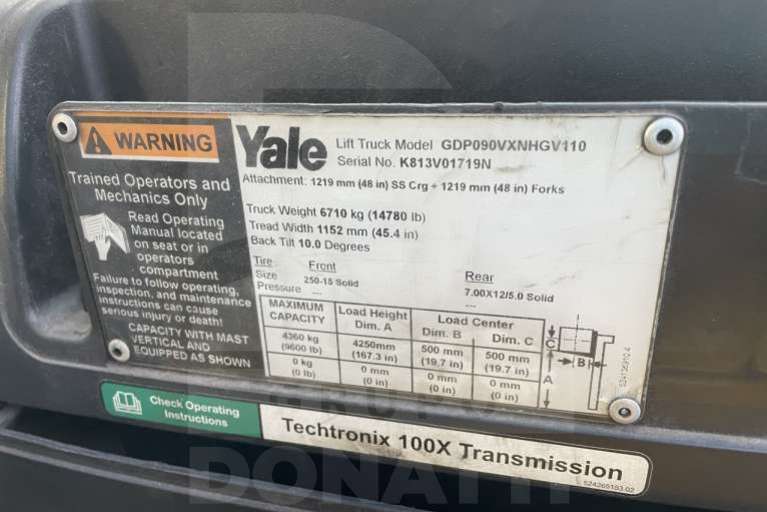 WARNING
Trained Operators and
Mechanics Only
Read Operating
Manual located
on seat or in
operators
compartment
Failure to follow operating,
inspection, and maintenance
instructions can cause
serious injury or death!
CAPACITY WITH MAST
VERTICAL AND
EQUIPPED AS SHOWN
Yale Lift Truck Model GDP090VXNHGV110
Serial No. K813V01719N
Attachment: 1219 mm (48 in) SS Crg + 1219 mm (48 in) Forks
Truck Weight 6710 kg (14780 lb)
Tread Width 1152 mm (45.4 in)
Back Tilt 10.0 Degrees
Tire Front Rear
Size 250-15 Solid 7.00X12/5.0 Solid
Pressure --- ---
MAXIMUM CAPACITY Load Height Dim. A Load Center Dim. B Dim. C
4360 kg (9600 lb) 4250mm (167.3 in) 500 mm (19.7 in) 500 mm (19.7 in)
0 kg (0 lb) 0 mm (0 in) 0 mm (0 in) 0 mm (0 in)
C
B
A
Check Operating
Instructions
Techtronix 100X Transmission
524265193-02
GRUPO
DONATTI